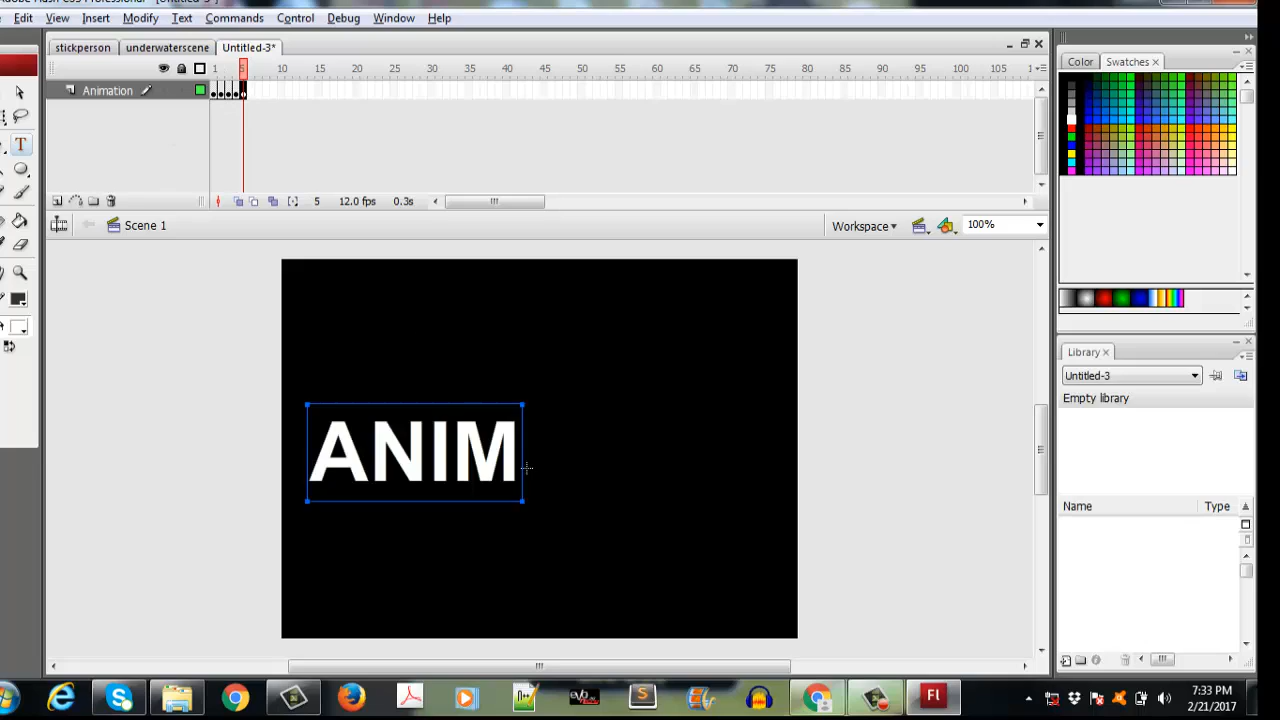 Edit View Insert Modify Text Commands Control Debug Window Help
stickperson underwaterscene Untitled-3*
1 5 10 15 20 25 30 35 40 45 50 55 60 65 70 75 80 85 90 95 100 105 1
Animation
5 12.0 fps 0.3s
Scene 1
Workspace 100%
ANIM
Color Swatches
Library
Untitled-3
Empty library
Name Type
T
Fl
S
evo
7:33 PM
2/21/2017